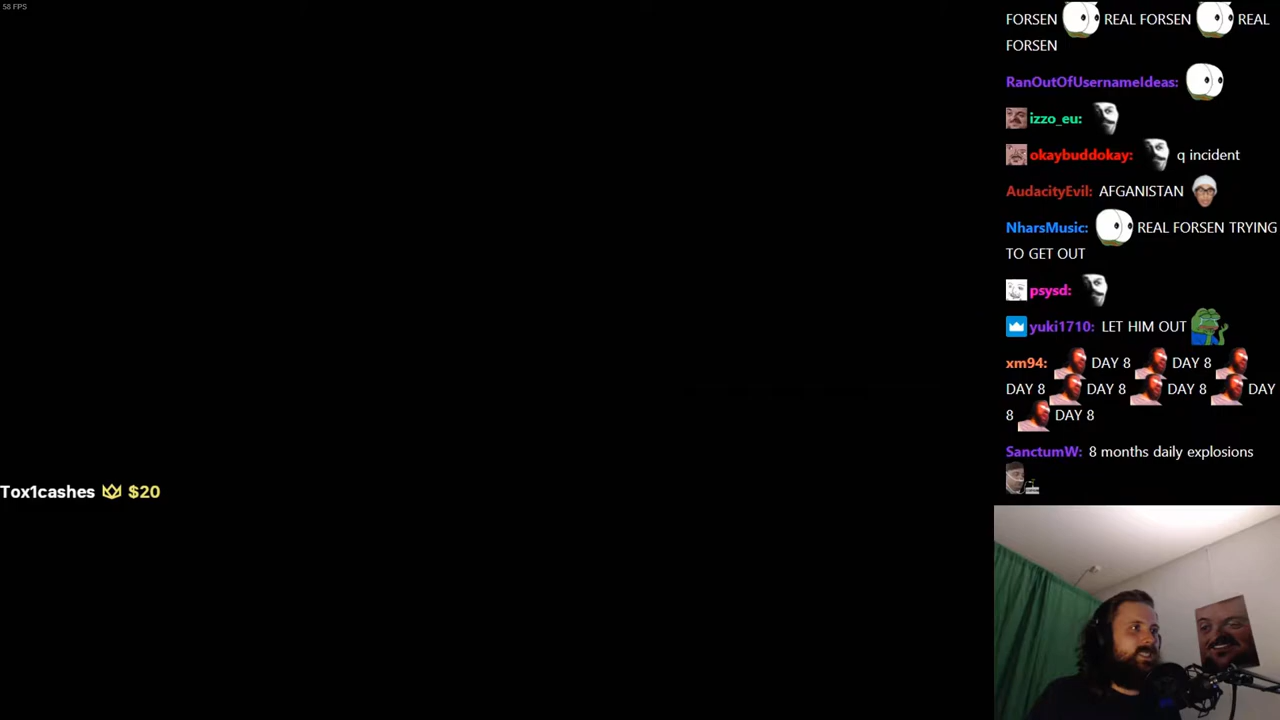 58 FPS
FORSEN REAL FORSEN REAL
FORSEN
RanOutOfUsernameIdeas:
izzo_eu:
okaybuddokay: q incident
AudacityEvil: AFGANISTAN
NharsMusic: REAL FORSEN TRYING
TO GET OUT
psysd:
yuki1710: LET HIM OUT
xm94: DAY 8 DAY 8
DAY 8 DAY 8 DAY 8 DAY
8 DAY 8
SanctumW: 8 months daily explosions
Tox1cashes $20